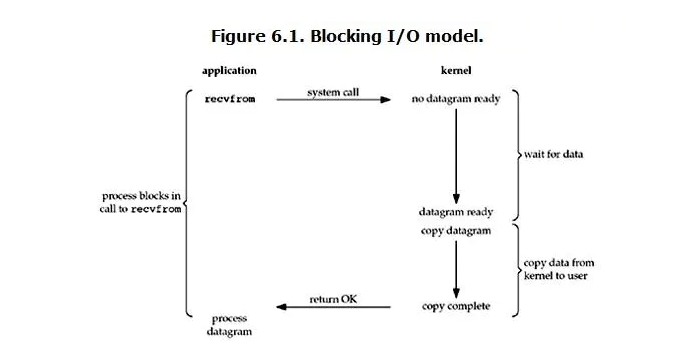 Figure 6.1. Blocking I/O model.
application
kernel
recvfrom
system call
no datagram ready
wait for data
process blocks in
call to recvfrom
datagram ready
copy datagram
copy data from
kernel to user
return OK
copy complete
process
datagram